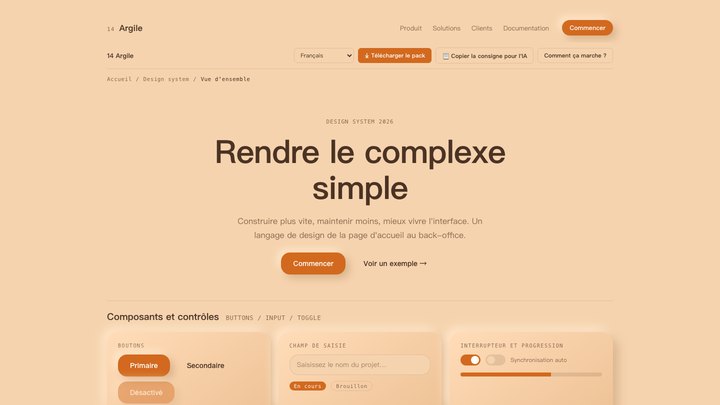 14 Argile
Produit Solutions Clients Documentation Commencer
14 Argile
Français Télécharger le pack Copier la consigne pour l'IA Comment ça marche ?
Accueil / Design system / Vue d'ensemble
DESIGN SYSTEM 2026
Rendre le complexe
simple
Construire plus vite, maintenir moins, mieux vivre l'interface. Un
langage de design de la page d'accueil au back-office.
Commencer Voir un exemple →
Composants et contrôles BUTTONS / INPUT / TOGGLE
BOUTONS
Primaire Secondaire
Désactivé
CHAMP DE SAISIE
Saisissez le nom du projet...
En cours Brouillon
INTERRUPTEUR ET PROGRESSION
Synchronisation auto